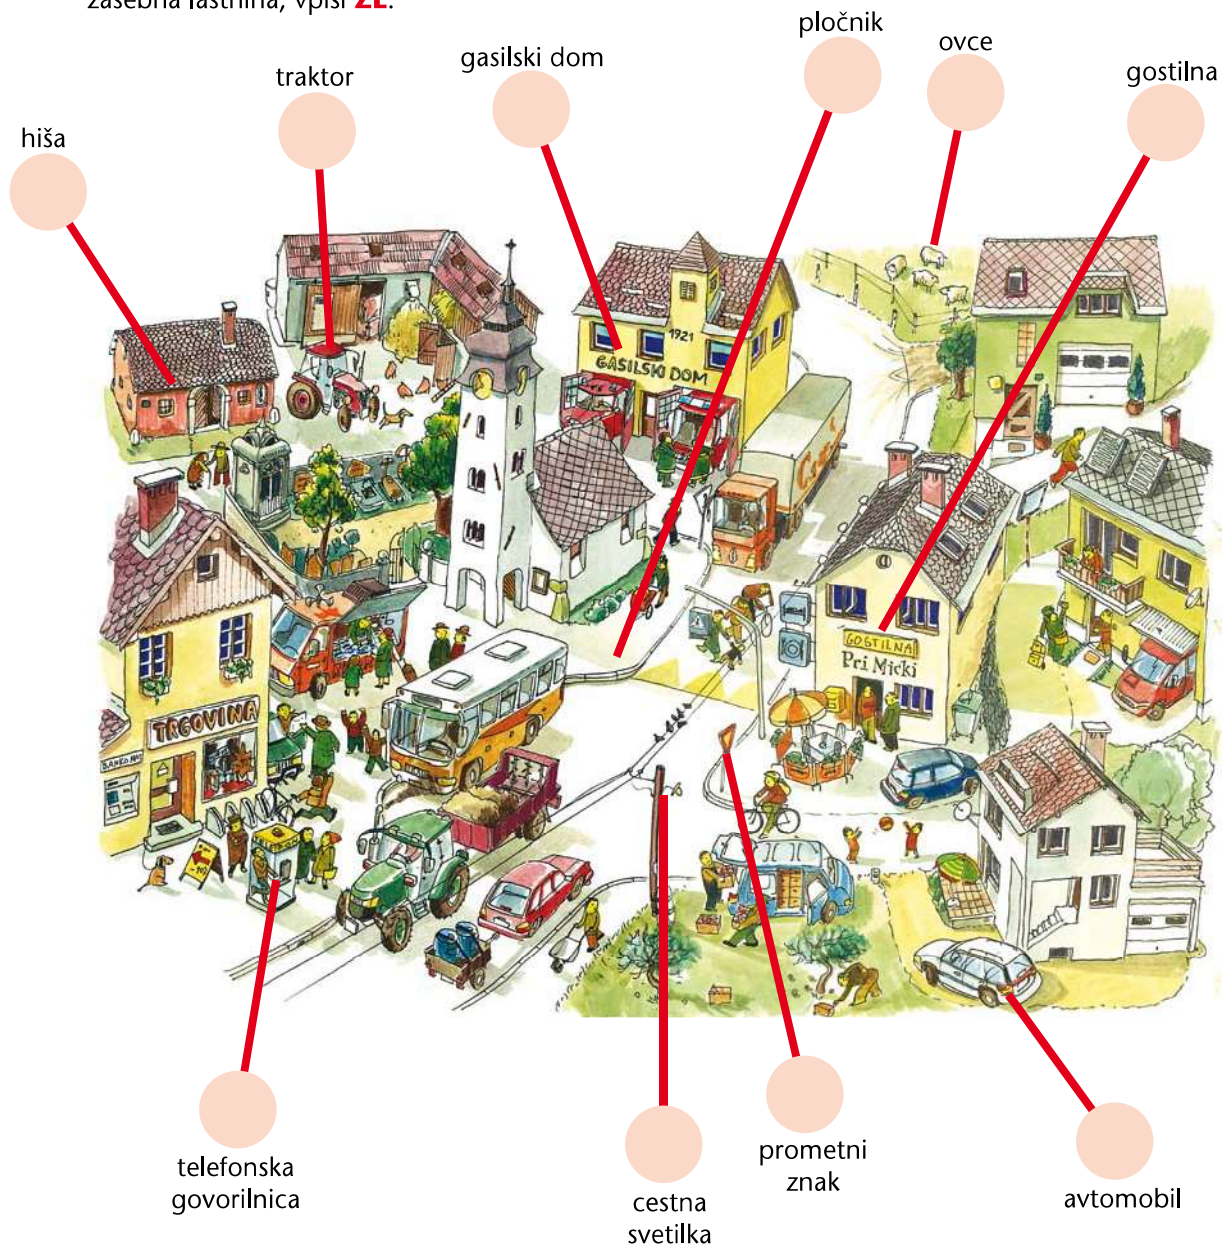 zasebna lastnina, vpiši ZL.
pločnik
ovce
gasilski dom
gostilna
traktor
hiša
1921
GASILSKI DOM
GOSTILNA
Pri Micki
TRGOVINA
telefonska
govorilnica
cestna
svetilka
prometni
znak
avtomobil